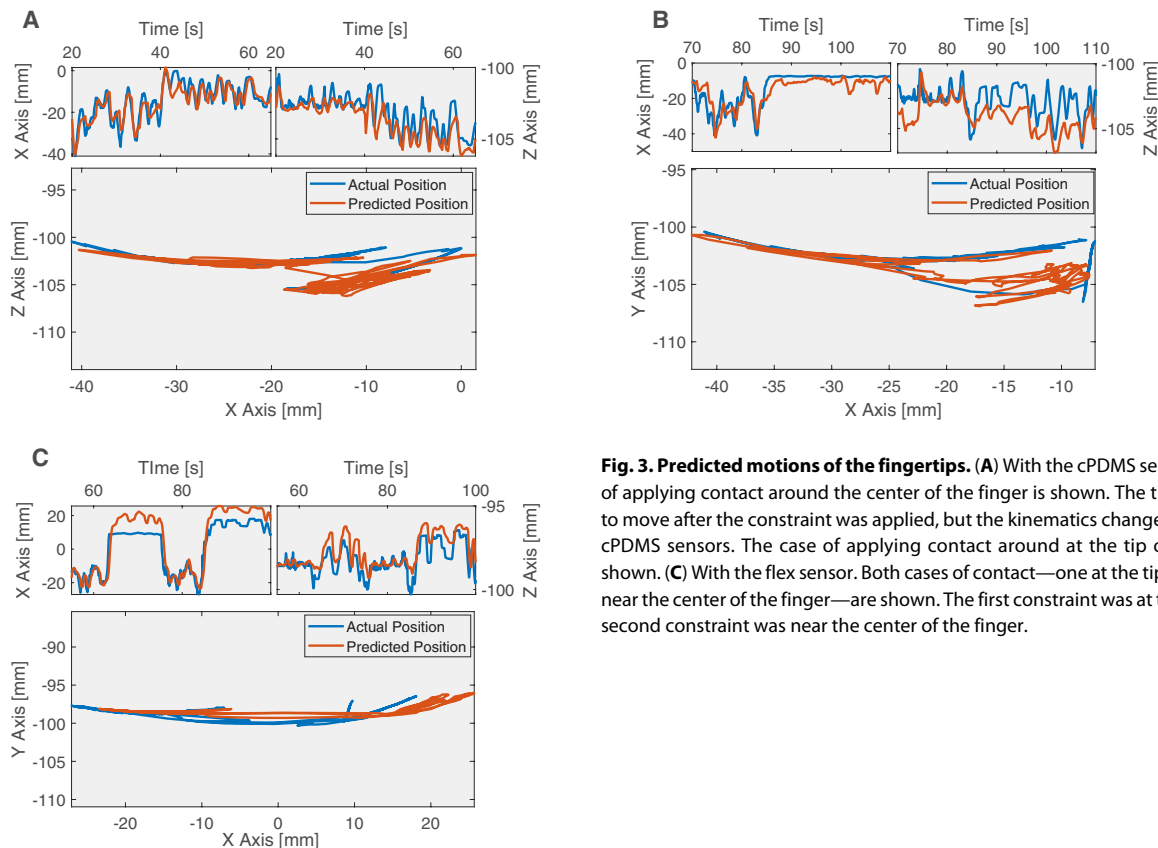 A
Time [s]
Time [s]
20 40 60
20 40 60
0
-20
-40
X Axis [mm]
-100
-105
Z Axis [mm]
-95
-100
-105
-110
Z Axis [mm]
Actual Position
Predicted Position
-40 -30 -20 -10 0
X Axis [mm]
B
Time [s]
Time [s]
70 80 90 100
70 80 90 100 110
0
-20
-40
X Axis [mm]
-100
-105
Z Axis [mm]
-95
-100
-105
-110
Y Axis [mm]
Actual Position
Predicted Position
-40 -35 -30 -25 -20 -15 -10
X Axis [mm]
C
TIme [s]
Time [s]
60 80
60 80 100
20
0
-20
X Axis [mm]
-95
-100
Z Axis [mm]
-90
-95
-100
-105
-110
Y Axis [mm]
Actual Position
Predicted Position
-20 -10 0 10 20
X Axis [mm]
Fig. 3. Predicted motions of the fingertips. (A) With the cPDMS se
of applying contact around the center of the finger is shown. The t
to move after the constraint was applied, but the kinematics change
cPDMS sensors. The case of applying contact around at the tip
shown. (C) With the flex sensor. Both cases of contact—one at the tip
near the center of the finger—are shown. The first constraint was at
second constraint was near the center of the finger.